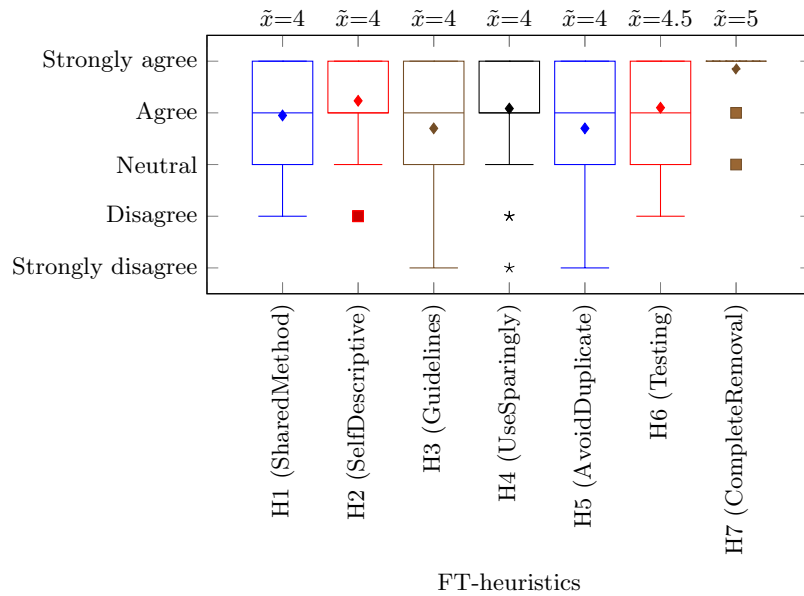 x̃=4 x̃=4 x̃=4 x̃=4 x̃=4 x̃=4.5 x̃=5
Strongly agree
Agree
Neutral
Disagree
Strongly disagree
H1 (SharedMethod)
H2 (SelfDescriptive)
H3 (Guidelines)
H4 (UseSparingly)
H5 (AvoidDuplicate)
H6 (Testing)
H7 (CompleteRemoval)
FT-heuristics